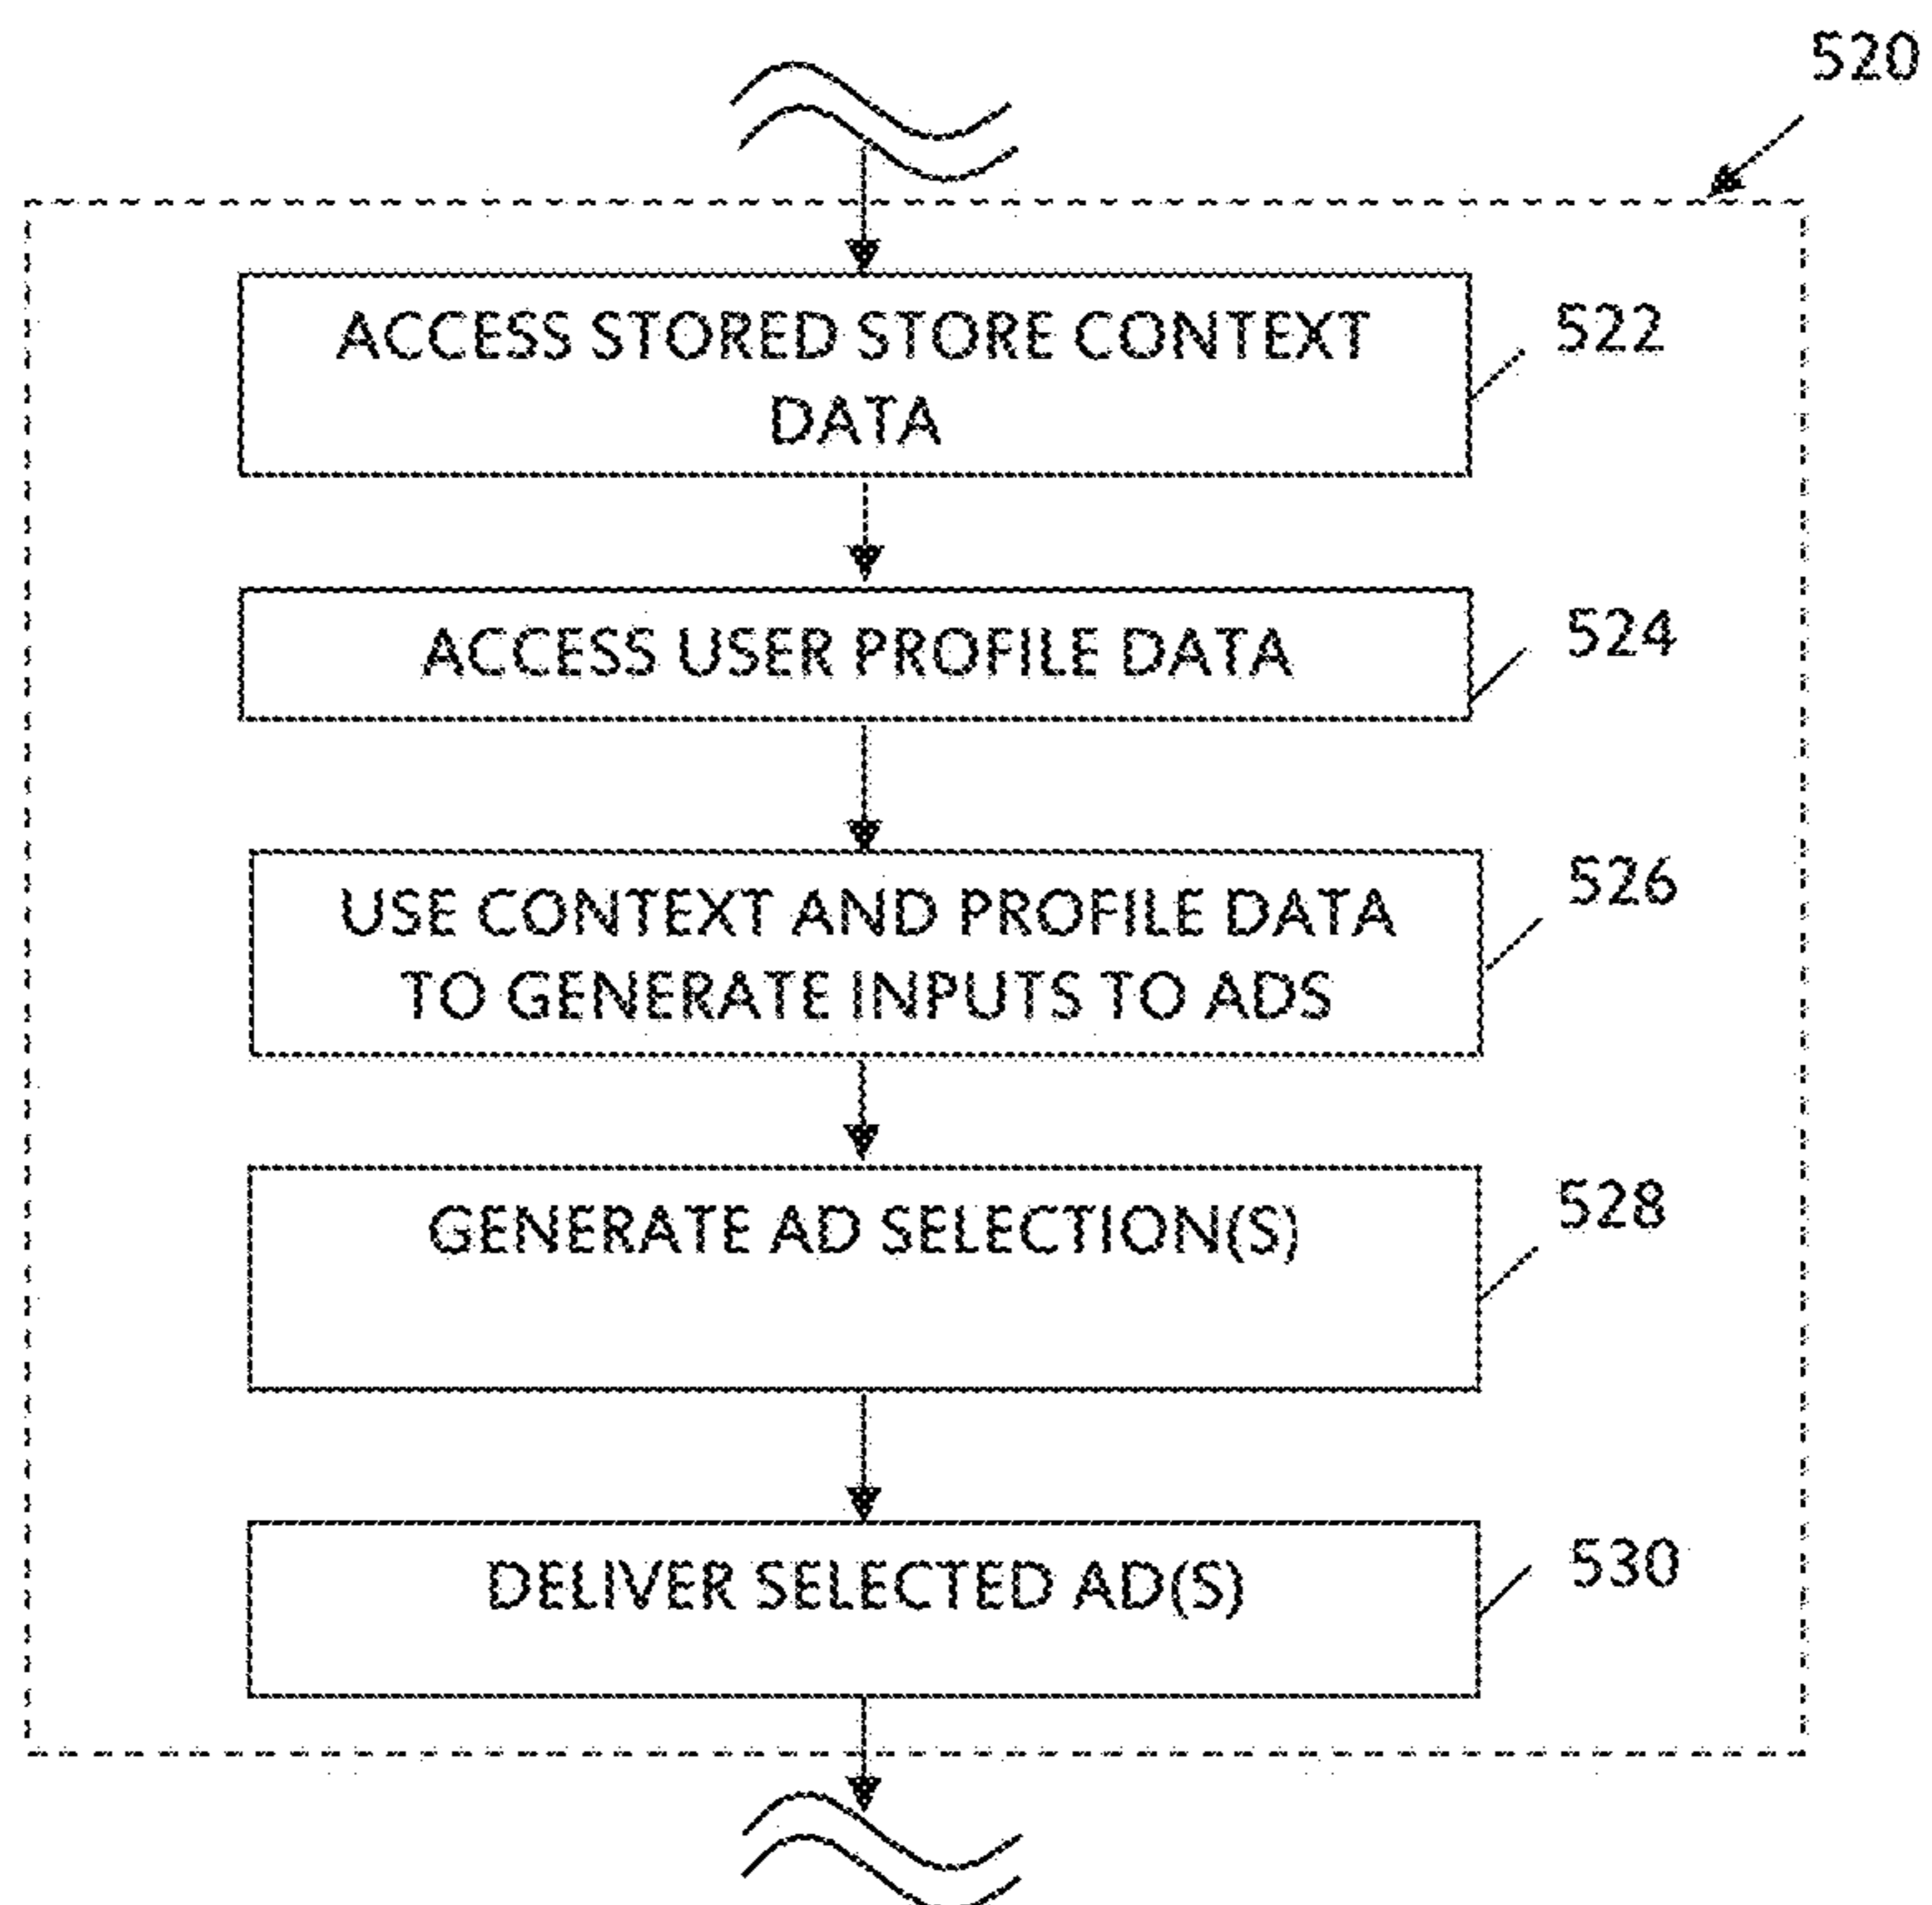 520
ACCESS STORED STORE CONTEXT
DATA
522
ACCESS USER PROFILE DATA
524
USE CONTEXT AND PROFILE DATA
TO GENERATE INPUTS TO ADS
526
GENERATE AD SELECTION(S)
528
DELIVER SELECTED AD(S)
530